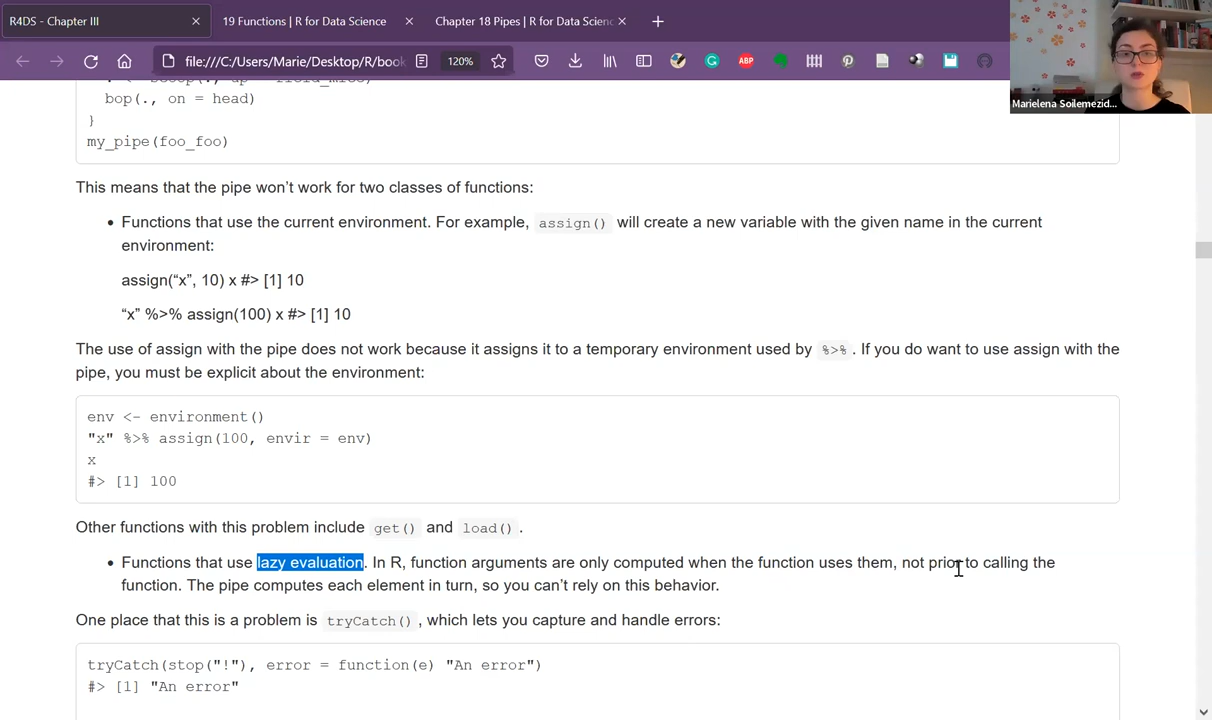 R4DS - Chapter III
19 Functions | R for Data Science
Chapter 18 Pipes | R for Data Scienc
file:///C:/Users/Marie/Desktop/R/book
120%
ABP
Marielena Soilemezid...
bop(., on = head)
}
my_pipe(foo_foo)
This means that the pipe won’t work for two classes of functions:
• Functions that use the current environment. For example, assign() will create a new variable with the given name in the current
environment:
assign(“x”, 10) x #> [1] 10
“x” %>% assign(100) x #> [1] 10
The use of assign with the pipe does not work because it assigns it to a temporary environment used by %>% . If you do want to use assign with the
pipe, you must be explicit about the environment:
env <- environment()
"x" %>% assign(100, envir = env)
x
#> [1] 100
Other functions with this problem include get() and load() .
• Functions that use lazy evaluation. In R, function arguments are only computed when the function uses them, not prior to calling the
function. The pipe computes each element in turn, so you can’t rely on this behavior.
One place that this is a problem is tryCatch() , which lets you capture and handle errors:
tryCatch(stop("!"), error = function(e) "An error")
#> [1] "An error"